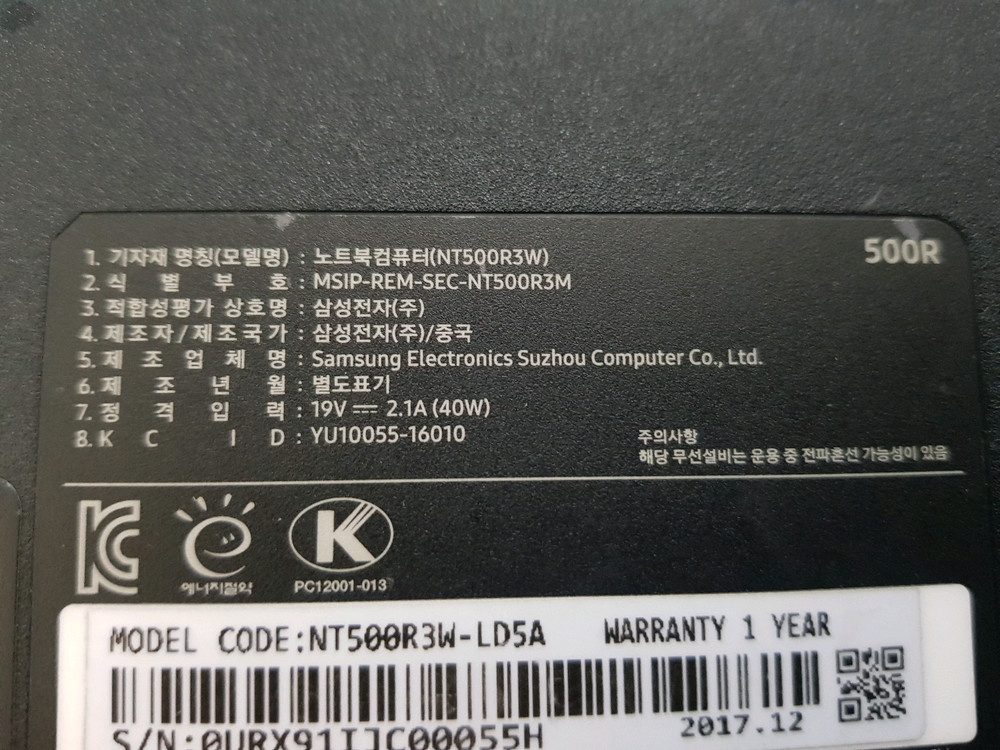 500R
1. 기자재 명칭(모델명) : 노트북컴퓨터(NT500R3W)
2. 식 별 부 호 : MSIP-REM-SEC-NT500R3M
3. 적합성평가 상호명 : 삼성전자(주)
4. 제조자/제조국가 : 삼성전자(주)/중국
5. 제 조 업 체 명 : Samsung Electronics Suzhou Computer Co., Ltd.
6. 제 조 년 월 : 별도표기
7. 정 격 입 력 : 19V ⎓ 2.1A (40W)
8. K C I D : YU10055-16010
주의사항
해당 무선설비는 운용 중 전파혼선 가능성이 있음
에너지절약
K
PC12001-013
MODEL CODE:NT500R3W-LD5A WARRANTY 1 YEAR
2017.12
S/N:0URX91IJC00055H